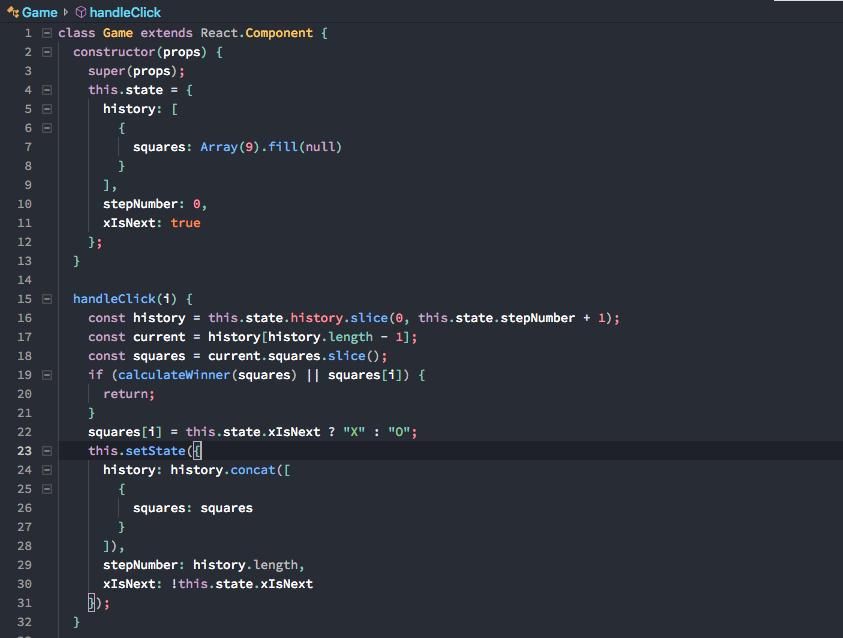 Game handleClick
1 class Game extends React.Component {
2 constructor(props) {
3 super(props);
4 this.state = {
5 history: [
6 {
7 squares: Array(9).fill(null)
8 }
9 ],
10 stepNumber: 0,
11 xIsNext: true
12 };
13 }
14
15 handleClick(i) {
16 const history = this.state.history.slice(0, this.state.stepNumber + 1);
17 const current = history[history.length - 1];
18 const squares = current.squares.slice();
19 if (calculateWinner(squares) || squares[i]) {
20 return;
21 }
22 squares[i] = this.state.xIsNext ? "X" : "O";
23 this.setState({
24 history: history.concat([
25 {
26 squares: squares
27 }
28 ]),
29 stepNumber: history.length,
30 xIsNext: !this.state.xIsNext
31 });
32 }